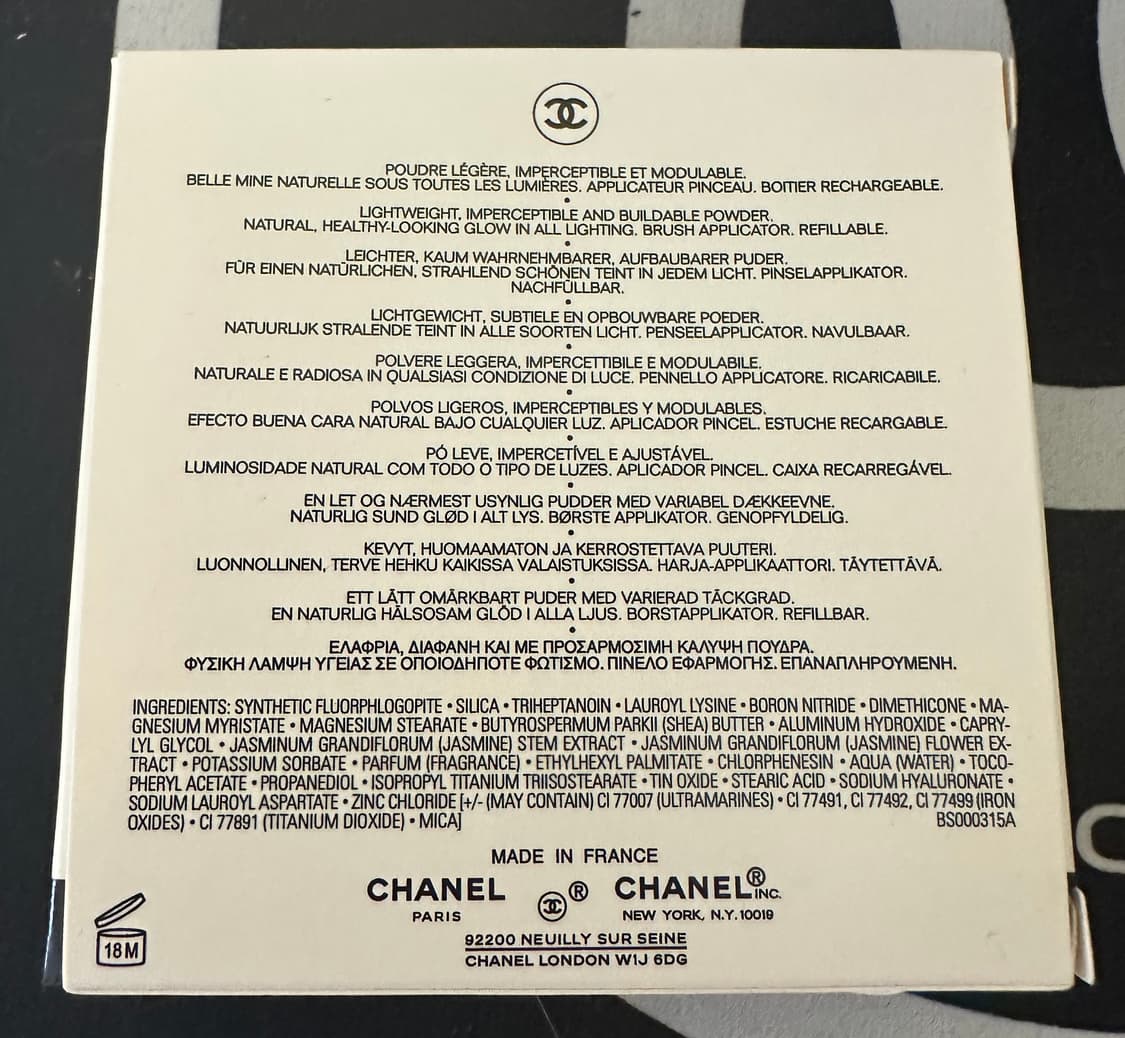 POUDRE LÉGÈRE, IMPERCEPTIBLE ET MODULABLE.
BELLE MINE NATURELLE SOUS TOUTES LES LUMIÈRES. APPLICATEUR PINCEAU. BOITIER RECHARGEABLE.
•
LIGHTWEIGHT, IMPERCEPTIBLE AND BUILDABLE POWDER.
NATURAL, HEALTHY-LOOKING GLOW IN ALL LIGHTING. BRUSH APPLICATOR. REFILLABLE.
•
LEICHTER, KAUM WAHRNEHMBARER, AUFBAUBARER PUDER.
FÜR EINEN NATÜRLICHEN, STRAHLEND SCHÖNEN TEINT IN JEDEM LICHT. PINSELAPPLIKATOR.
NACHFÜLLBAR.
•
LICHTGEWICHT, SUBTIELE EN OPBOUWBARE POEDER.
NATUURLIJK STRALENDE TEINT IN ALLE SOORTEN LICHT. PENSEELAPPLICATOR. NAVULBAAR.
•
POLVERE LEGGERA, IMPERCETTIBILE E MODULABILE.
NATURALE E RADIOSA IN QUALSIASI CONDIZIONE DI LUCE. PENNELLO APPLICATORE. RICARICABILE.
•
POLVOS LIGEROS, IMPERCEPTIBLES Y MODULABLES.
EFECTO BUENA CARA NATURAL BAJO CUALQUIER LUZ. APLICADOR PINCEL. ESTUCHE RECARGABLE.
•
PÓ LEVE, IMPERCETÍVEL E AJUSTÁVEL.
LUMINOSIDADE NATURAL COM TODO O TIPO DE LUZES. APLICADOR PINCEL. CAIXA RECARREGÁVEL.
•
EN LET OG NÆRMEST USYNLIG PUDDER MED VARIABEL DÆKKEEVNE.
NATURLIG SUND GLØD I ALT LYS. BØRSTE APPLIKATOR. GENOPFYLDELIG.
•
KEVYT, HUOMAAMATON JA KERROSTETTAVA PUUTERI.
LUONNOLLINEN, TERVE HEHKU KAIKISSA VALAISTUKSISSA. HARJA-APPLIKAATTORI. TÄYTETTÄVÄ.
•
ETT LÄTT OMÄRKBART PUDER MED VARIERAD TÄCKGRAD.
EN NATURLIG HÄLSOSAM GLÖD I ALLA LJUS. BORSTAPPLIKATOR. REFILLBAR.
•
ΕΛΑΦΡΙΑ, ΔΙΑΦΑΝΗ ΚΑΙ ΜΕ ΠΡΟΣΑΡΜΟΣΙΜΗ ΚΑΛΥΨΗ ΠΟΥΔΡΑ.
ΦΥΣΙΚΗ ΛΑΜΨΗ ΥΓΕΙΑΣ ΣΕ ΟΠΟΙΟΔΗΠΟΤΕ ΦΩΤΙΣΜΟ. ΠΙΝΕΛΟ ΕΦΑΡΜΟΓΗΣ. ΕΠΑΝΑΠΛΗΡΟΥΜΕΝΗ.
INGREDIENTS: SYNTHETIC FLUORPHLOGOPITE • SILICA • TRIHEPTANOIN • LAUROYL LYSINE • BORON NITRIDE • DIMETHICONE • MA-
GNESIUM MYRISTATE • MAGNESIUM STEARATE • BUTYROSPERMUM PARKII (SHEA) BUTTER • ALUMINUM HYDROXIDE • CAPRY-
LYL GLYCOL • JASMINUM GRANDIFLORUM (JASMINE) STEM EXTRACT • JASMINUM GRANDIFLORUM (JASMINE) FLOWER EX-
TRACT • POTASSIUM SORBATE • PARFUM (FRAGRANCE) • ETHYLHEXYL PALMITATE • CHLORPHENESIN • AQUA (WATER) • TOCO-
PHERYL ACETATE • PROPANEDIOL • ISOPROPYL TITANIUM TRIISOSTEARATE • TIN OXIDE • STEARIC ACID • SODIUM HYALURONATE •
SODIUM LAUROYL ASPARTATE • ZINC CHLORIDE [+/- (MAY CONTAIN) CI 77007 (ULTRAMARINES) • CI 77491, CI 77492, CI 77499 (IRON
OXIDES) • CI 77891 (TITANIUM DIOXIDE) • MICA] BS000315A
MADE IN FRANCE
CHANEL ® CHANEL® INC.
PARIS NEW YORK, N.Y. 10019
92200 NEUILLY SUR SEINE
CHANEL LONDON W1J 6DG
18 M